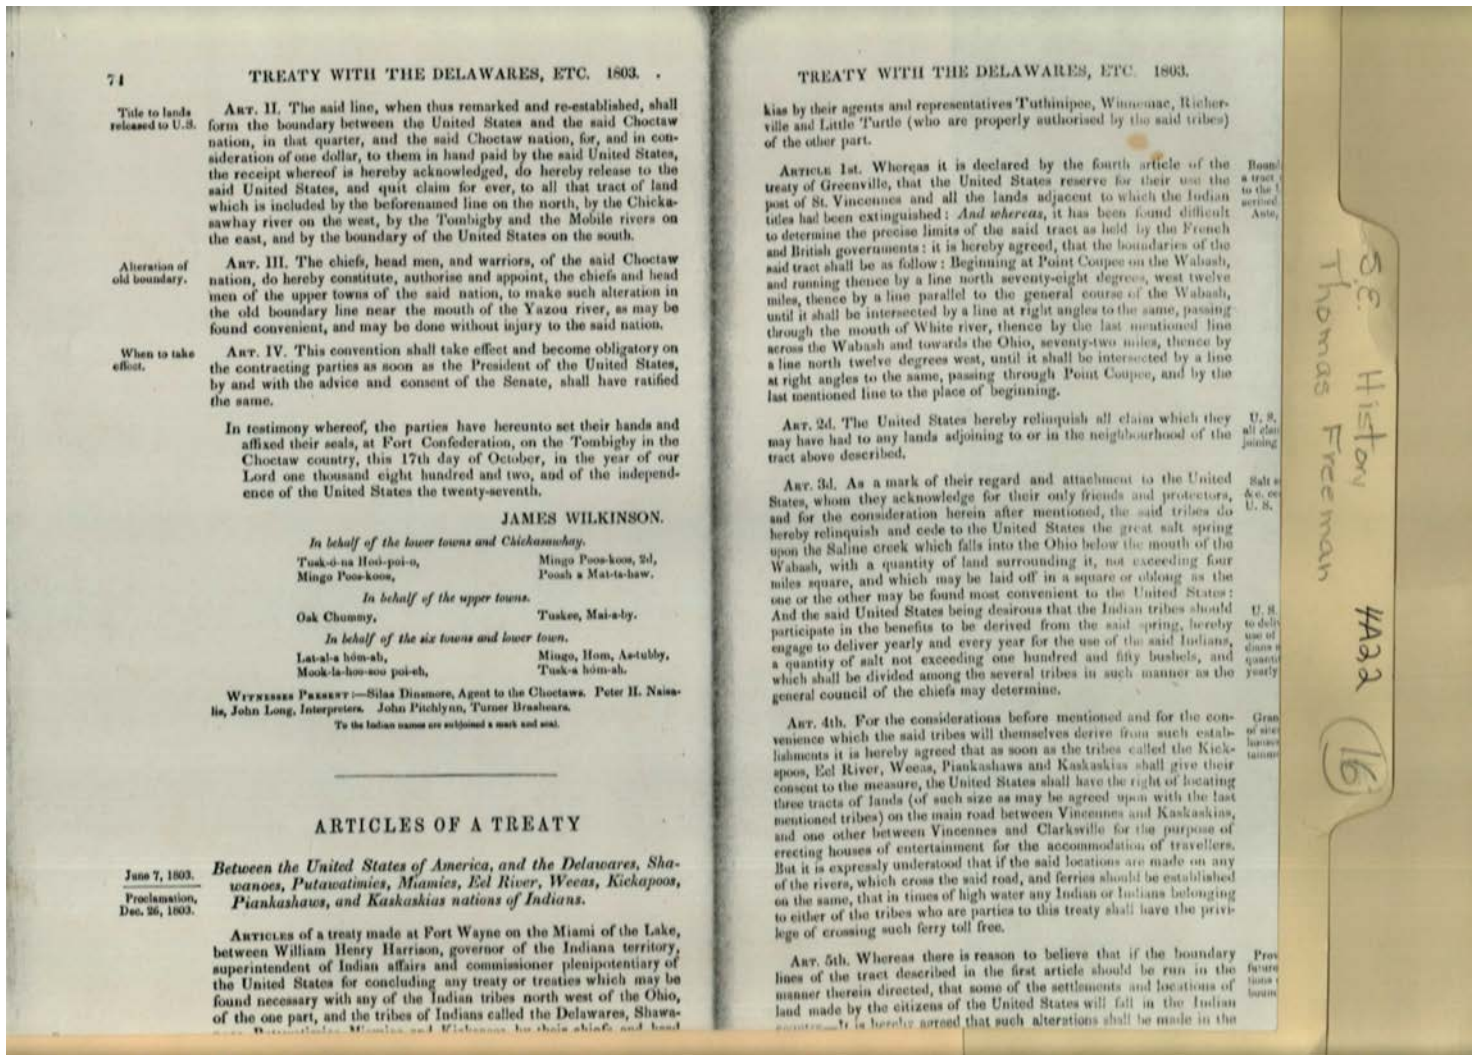 74 TREATY WITH THE DELAWARES, ETC. 1803.
Title to lands
released to U.S.
ART. II. The said line, when thus remarked and re-established, shall
form the boundary between the United States and the said Choctaw
nation, in that quarter, and the said Choctaw nation, for, and in con-
sideration of one dollar, to them in hand paid by the said United States,
the receipt whereof is hereby acknowledged, do hereby release to the
said United States, and quit claim for ever, to all that tract of land
which is included by the beforenamed line on the north, by the Chicka-
sawhay river on the west, by the Tombigby and the Mobile rivers on
the east, and by the boundary of the United States on the south.
Alteration of
old boundary.
ART. III. The chiefs, head men, and warriors, of the said Choctaw
nation, do hereby constitute, authorise and appoint, the chiefs and head
men of the upper towns of the said nation, to make such alteration in
the old boundary line near the mouth of the Yazou river, as may be
found convenient, and may be done without injury to the said nation.
When to take
effect.
ART. IV. This convention shall take effect and become obligatory on
the contracting parties as soon as the President of the United States,
by and with the advice and consent of the Senate, shall have ratified
the same.
In testimony whereof, the parties have hereunto set their hands and
affixed their seals, at Fort Confederation, on the Tombigby in the
Choctaw country, this 17th day of October, in the year of our
Lord one thousand eight hundred and two, and of the independ-
ence of the United States the twenty-seventh.
JAMES WILKINSON.
In behalf of the lower towns and Chickasawhay.
Tusk-o-na Hoo-poi-o, Mingo Poos-koos, 2d,
Mingo Poos-koos, Poosh a Mat-ta-haw.
In behalf of the upper towns.
Oak Chummy, Tuskee, Mai-a-by.
In behalf of the six towns and lower town.
Lat-al-a hóm-ah, Mingo, Hom, As-tubby,
Mook-la-hoo-soo poi-eh, Tusk-a hóm-ah.
WITNESSES PRESENT:—Silas Dinsmore, Agent to the Choctaws. Peter H. Naisa-
lis, John Long, Interpreters. John Pitchlynn, Turner Brashears.
To the Indian names are subjoined a mark and seal.
ARTICLES OF A TREATY
June 7, 1803.
Proclamation,
Dec. 26, 1803.
Between the United States of America, and the Delawares, Sha-
wanoes, Putawatimies, Miamies, Eel River, Weeas, Kickapoos,
Piankashaws, and Kaskaskias nations of Indians.
ARTICLES of a treaty made at Fort Wayne on the Miami of the Lake,
between William Henry Harrison, governor of the Indiana territory,
superintendent of Indian affairs and commissioner plenipotentiary of
the United States for concluding any treaty or treaties which may be
found necessary with any of the Indian tribes north west of the Ohio,
of the one part, and the tribes of Indians called the Delawares, Shawa-
TREATY WITH THE DELAWARES, ETC. 1803.
kias by their agents and representatives Tuthinipee, Winnemac, Richer-
ville and Little Turtle (who are properly authorised by the said tribes)
of the other part.
ARTICLE 1st. Whereas it is declared by the fourth article of the
treaty of Greenville, that the United States reserve for their use the
post of St. Vincennes and all the lands adjacent to which the Indian
titles had been extinguished: And whereas, it has been found difficult
to determine the precise limits of the said tract as held by the French
and British governments: it is hereby agreed, that the boundaries of the
said tract shall be as follow: Beginning at Point Coupee on the Wabash,
and running thence by a line north seventy-eight degrees, west twelve
miles, thence by a line parallel to the general course of the Wabash,
until it shall be intersected by a line at right angles to the same, passing
through the mouth of White river, thence by the last mentioned line
across the Wabash and towards the Ohio, seventy-two miles, thence by
a line north twelve degrees west, until it shall be intersected by a line
at right angles to the same, passing through Point Coupee, and by the
last mentioned line to the place of beginning.
ART. 2d. The United States hereby relinquish all claim which they
may have had to any lands adjoining to or in the neighbourhood of the
tract above described.
U. S.
ART. 3d. As a mark of their regard and attachment to the United
States, whom they acknowledge for their only friends and protectors,
and for the consideration herein after mentioned, the said tribes do
hereby relinquish and cede to the United States the great salt spring
upon the Saline creek which falls into the Ohio below the mouth of the
Wabash, with a quantity of land surrounding it, not exceeding four
miles square, and which may be laid off in a square or oblong as the
one or the other may be found most convenient to the United States:
And the said United States being desirous that the Indian tribes should
participate in the benefits to be derived from the said spring, hereby
engage to deliver yearly and every year for the use of the said Indians,
a quantity of salt not exceeding one hundred and fifty bushels, and
which shall be divided among the several tribes in such manner as the
general council of the chiefs may determine.
Salt
&c.
U. S.
U. S.
use of
yearly
ART. 4th. For the considerations before mentioned and for the con-
venience which the said tribes will themselves derive from such estab-
lishments it is hereby agreed that as soon as the tribes called the Kick-
apoos, Eel River, Weeas, Piankashaws and Kaskaskias shall give their
consent to the measure, the United States shall have the right of locating
three tracts of lands (of such size as may be agreed upon with the last
mentioned tribes) on the main road between Vincennes and Kaskaskias,
and one other between Vincennes and Clarksville for the purpose of
erecting houses of entertainment for the accommodation of travellers.
But it is expressly understood that if the said locations are made on any
of the rivers, which cross the said road, and ferries should be established
on the same, that in times of high water any Indian or Indians belonging
to either of the tribes who are parties to this treaty shall have the privi-
lege of crossing such ferry toll free.
ART. 5th. Whereas there is reason to believe that if the boundary
lines of the tract described in the first article should be run in the
manner therein directed, that some of the settlements and locations of
land made by the citizens of the United States will fall in the Indian
country—It is hereby agreed that such alterations shall be made in the
S.E. History 4A22 16
Thomas Freeman